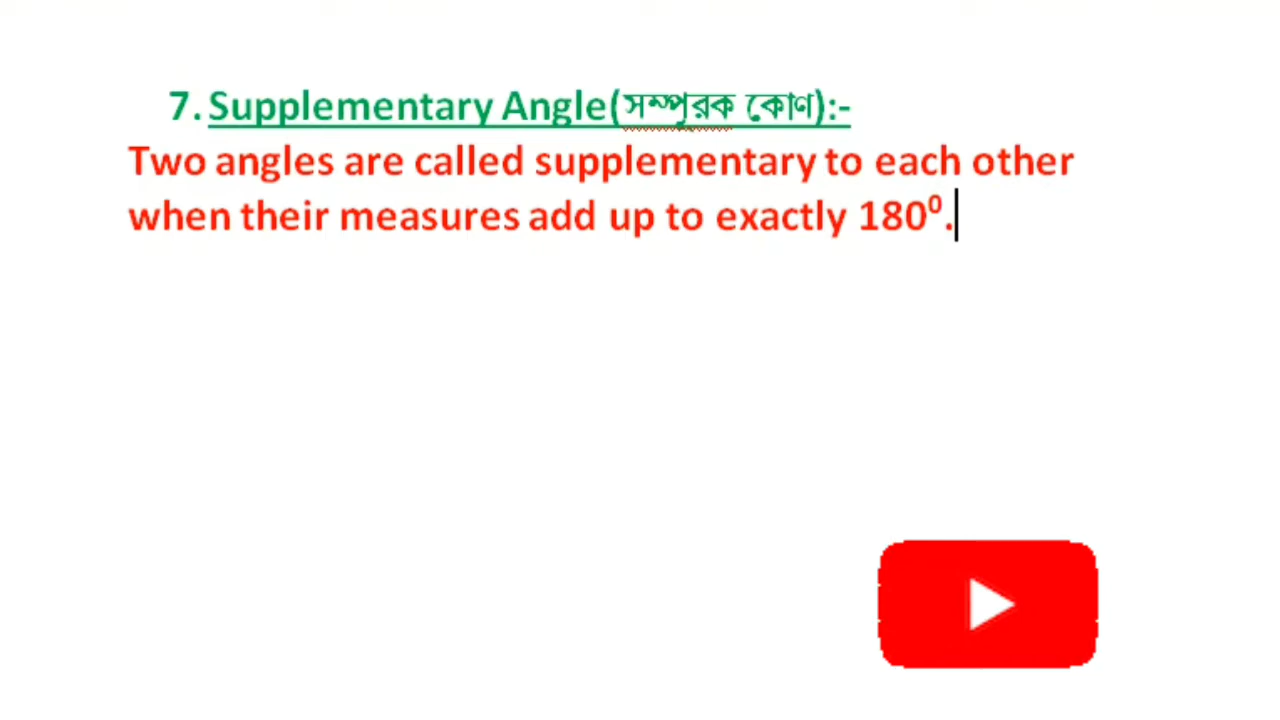 7. Supplementary Angle(সম্পুরক কোণ):-
Two angles are called supplementary to each other
when their measures add up to exactly 180⁰.